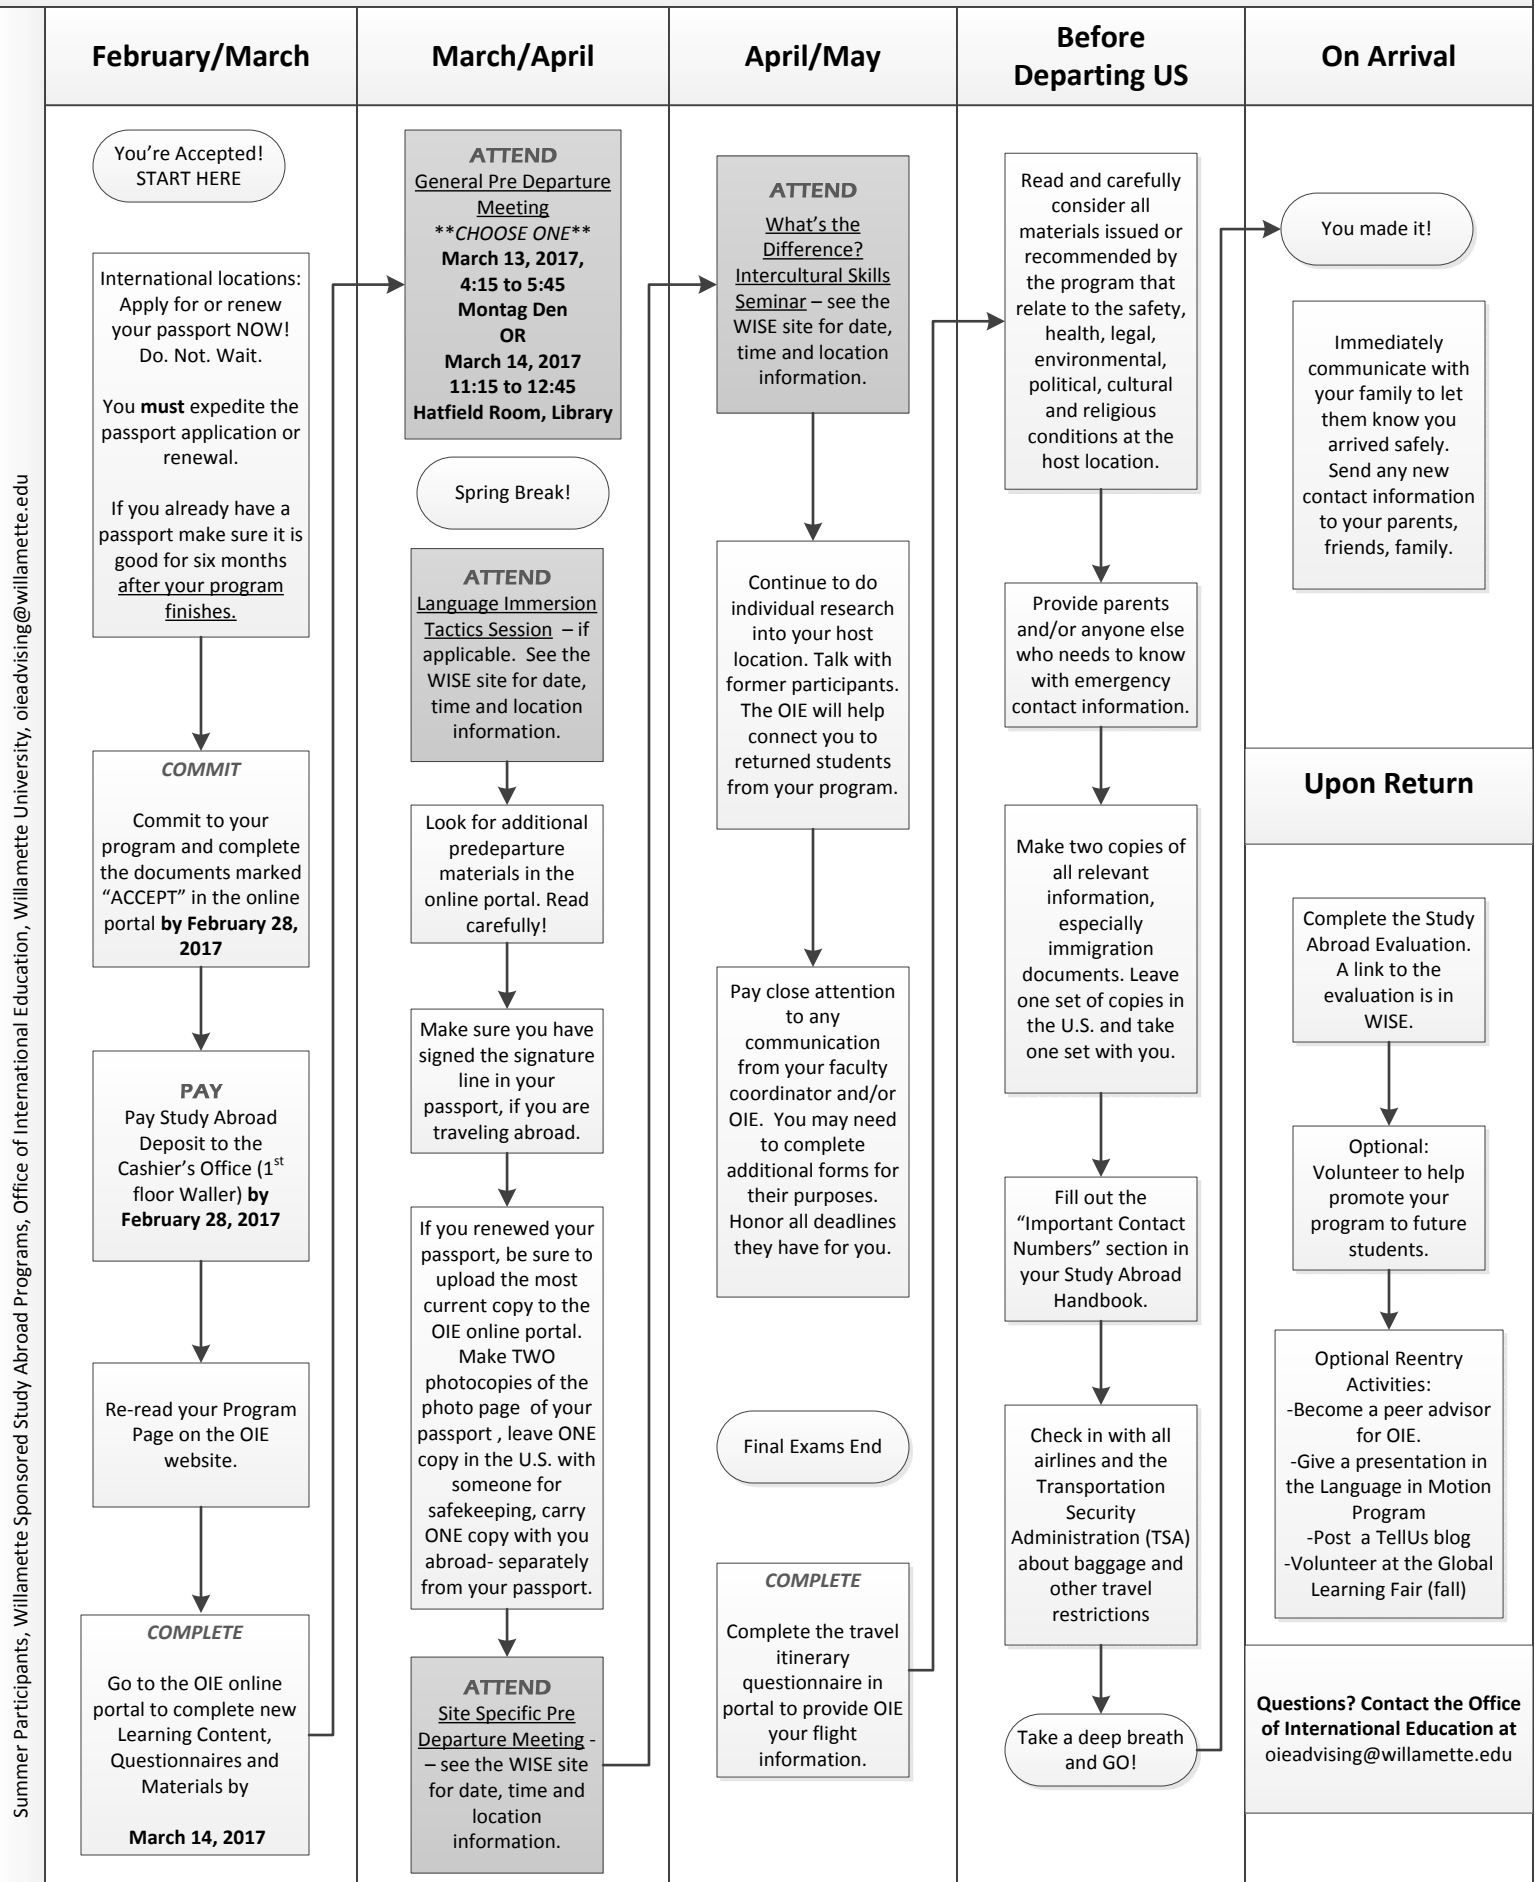 February/March
You’re Accepted!
START HERE
International locations:
Apply for or renew
your passport NOW!
Do. Not. Wait.
You must expedite the
passport application or
renewal.
If you already have a
passport make sure it is
good for six months
after your program
finishes.
COMMIT
Commit to your
program and complete
the documents marked
“ACCEPT” in the online
portal by February 28,
2017
PAY
Pay Study Abroad
Deposit to the
Cashier’s Office (1st
floor Waller) by
February 28, 2017
Re-read your Program
Page on the OIE
website.
COMPLETE
Go to the OIE online
portal to complete new
Learning Content,
Questionnaires and
Materials by
March 14, 2017
March/April
ATTEND
General Pre Departure
Meeting
**CHOOSE ONE**
March 13, 2017,
4:15 to 5:45
Montag Den
OR
March 14, 2017
11:15 to 12:45
Hatfield Room, Library
Spring Break!
ATTEND
Language Immersion
Tactics Session – if
applicable. See the
WISE site for date,
time and location
information.
Look for additional
predeparture
materials in the
online portal. Read
carefully!
Make sure you have
signed the signature
line in your
passport, if you are
traveling abroad.
If you renewed your
passport, be sure to
upload the most
current copy to the
OIE online portal.
Make TWO
photocopies of the
photo page of your
passport , leave ONE
copy in the U.S. with
someone for
safekeeping, carry
ONE copy with you
abroad- separately
from your passport.
ATTEND
Site Specific Pre
Departure Meeting -
– see the WISE site
for date, time and
location
information.
April/May
ATTEND
What’s the
Difference?
Intercultural Skills
Seminar – see the
WISE site for date,
time and location
information.
Continue to do
individual research
into your host
location. Talk with
former participants.
The OIE will help
connect you to
returned students
from your program.
Pay close attention
to any
communication
from your faculty
coordinator and/or
OIE. You may need
to complete
additional forms for
their purposes.
Honor all deadlines
they have for you.
Final Exams End
COMPLETE
Complete the travel
itinerary
questionnaire in
portal to provide OIE
your flight
information.
Before
Departing US
Read and carefully
consider all
materials issued or
recommended by
the program that
relate to the safety,
health, legal,
environmental,
political, cultural
and religious
conditions at the
host location.
Provide parents
and/or anyone else
who needs to know
with emergency
contact information.
Make two copies of
all relevant
information,
especially
immigration
documents. Leave
one set of copies in
the U.S. and take
one set with you.
Fill out the
“Important Contact
Numbers” section in
your Study Abroad
Handbook.
Check in with all
airlines and the
Transportation
Security
Administration (TSA)
about baggage and
other travel
restrictions
Take a deep breath
and GO!
On Arrival
You made it!
Immediately
communicate with
your family to let
them know you
arrived safely.
Send any new
contact information
to your parents,
friends, family.
Upon Return
Complete the Study
Abroad Evaluation.
A link to the
evaluation is in
WISE.
Optional:
Volunteer to help
promote your
program to future
students.
Optional Reentry
Activities:
-Become a peer advisor
for OIE.
-Give a presentation in
the Language in Motion
Program
-Post a TellUs blog
-Volunteer at the Global
Learning Fair (fall)
Questions? Contact the Office
of International Education at
oieadvising@willamette.edu
Summer Participants, Willamette Sponsored Study Abroad Programs, Office of International Education, Willamette University, oieadvising@willamette.edu